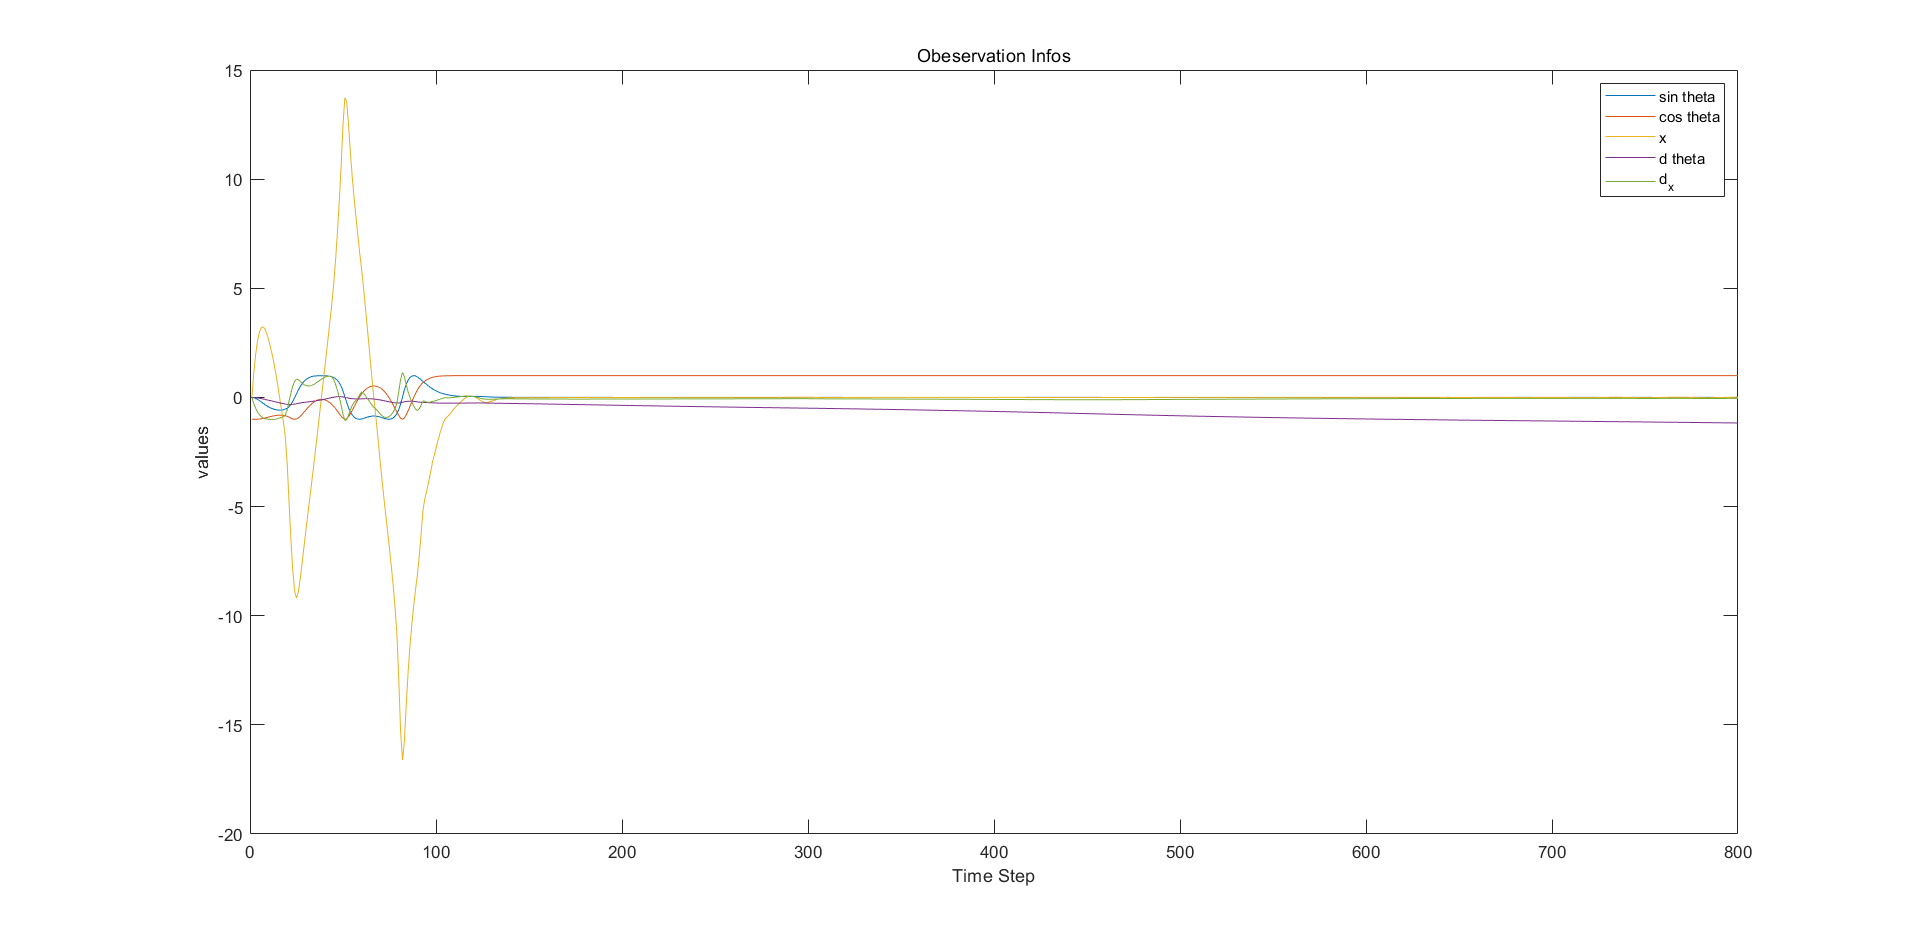 Obeservation Infos
sin theta
cos theta
x
d theta
d_x
values
15
10
5
0
-5
-10
-15
-20
0 100 200 300 400 500 600 700 800
Time Step